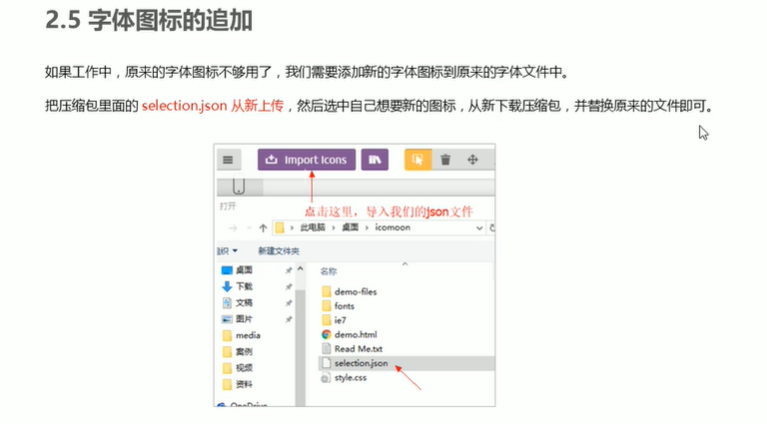 2.5 字体图标的追加
如果工作中，原来的字体图标不够用了，我们需要添加新的字体图标到原来的字体文件中。
把压缩包里面的 selection.json 从新上传，然后选中自己想要新的图标，从新下载压缩包，并替换原来的文件即可。
Import Icons
点击这里，导入我们的json文件
打开
此电脑 › 桌面 › icomoon
新建文件夹
名称
桌面
下载
文稿
图片
media
案例
视频
资料
OneDrive
demo-files
fonts
ie7
demo.html
Read Me.txt
selection.json
style.css